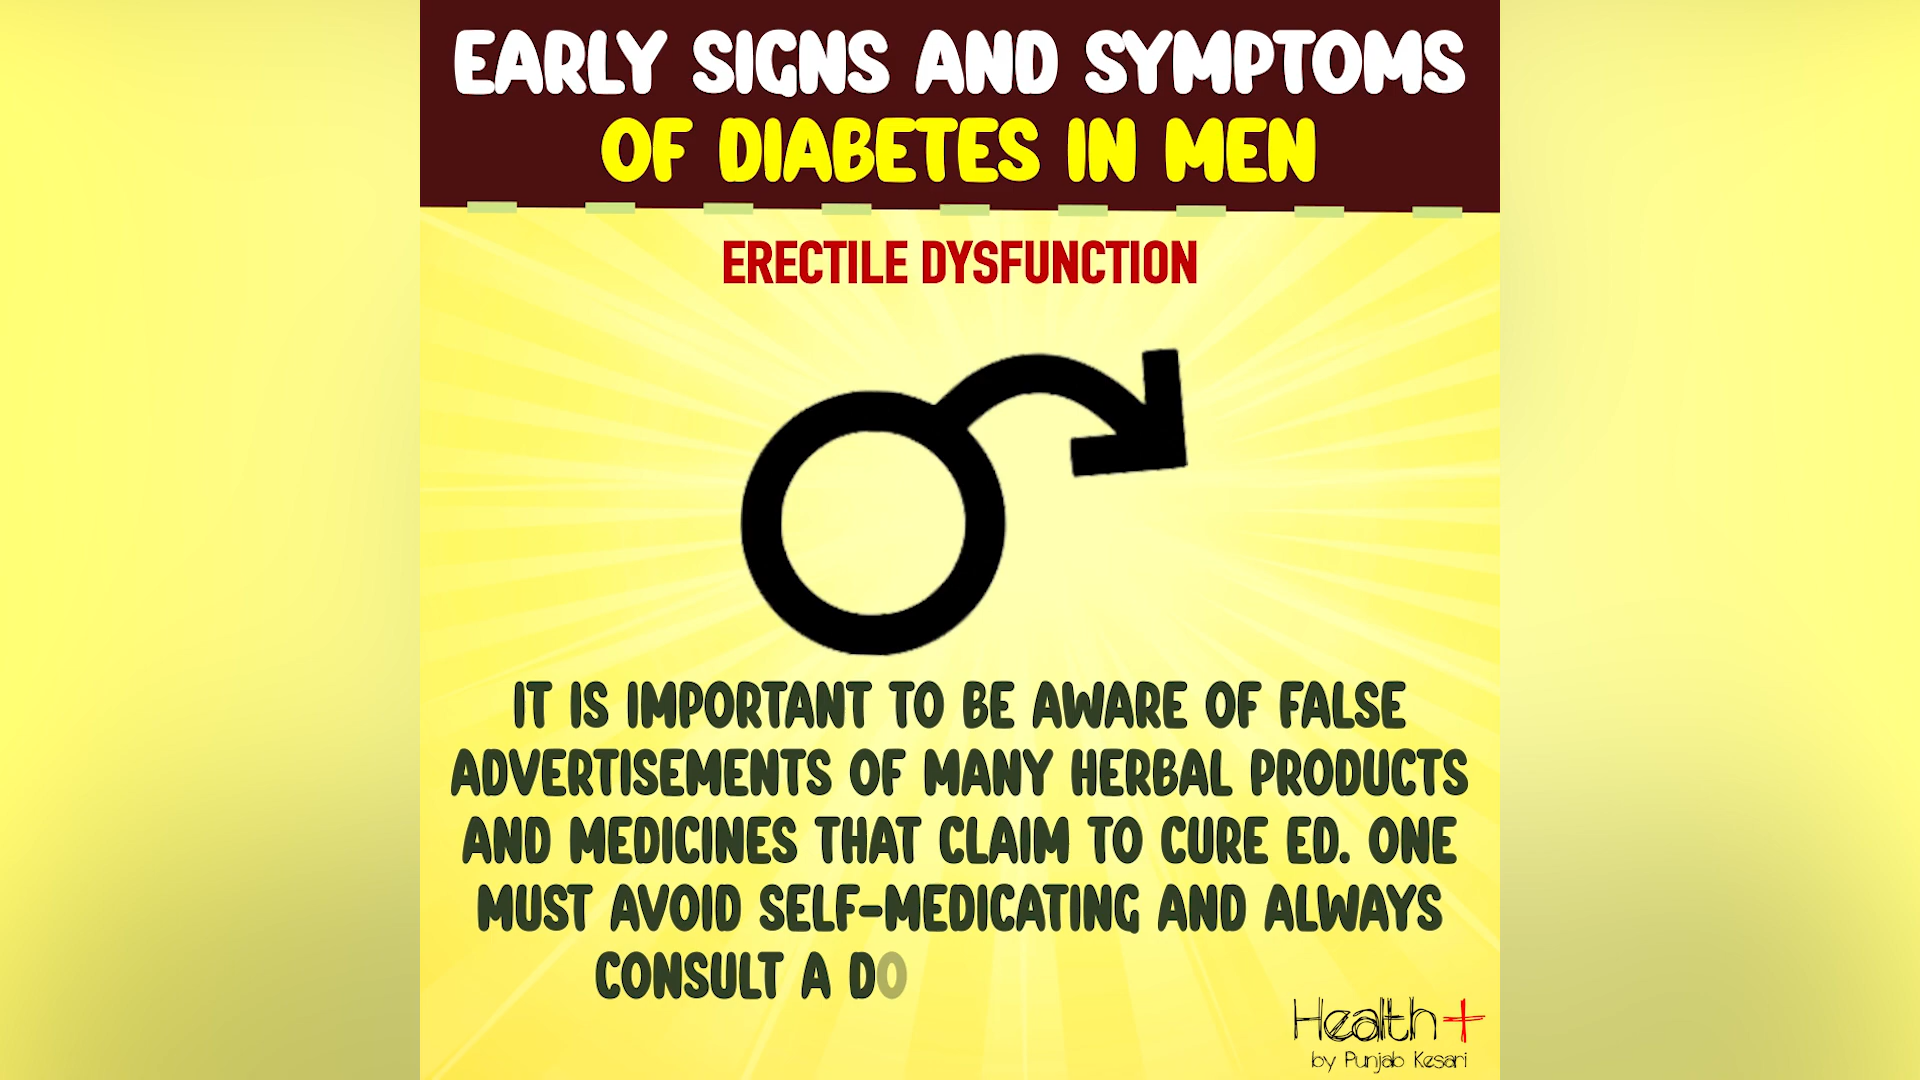 EARLY SIGNS AND SYMPTOMS
OF DIABETES IN MEN
ERECTILE DYSFUNCTION
IT IS IMPORTANT TO BE AWARE OF FALSE
ADVERTISEMENTS OF MANY HERBAL PRODUCTS
AND MEDICINES THAT CLAIM TO CURE ED. ONE
MUST AVOID SELF-MEDICATING AND ALWAYS
CONSULT A DO
Health+
by Punjab Kesari